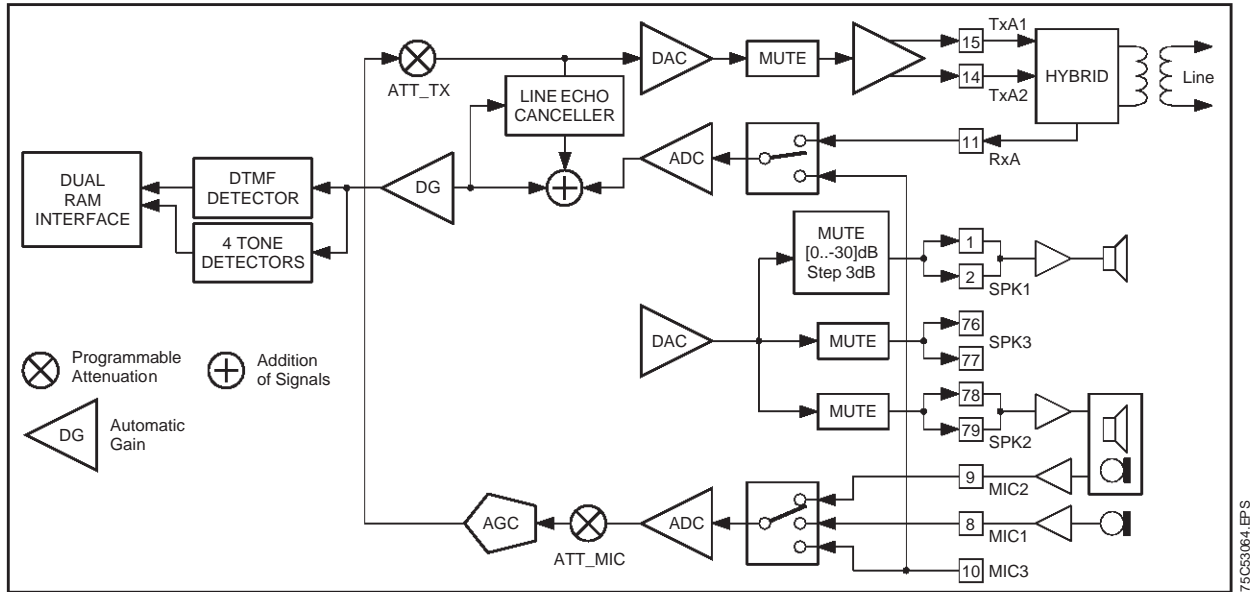 TxA1
15
DAC
MUTE
HYBRID
Line
14
TxA2
ATT_TX
LINE ECHO
CANCELLER
11
RxA
ADC
DUAL
RAM
INTERFACE
DTMF
DETECTOR
DG
4 TONE
DETECTORS
MUTE
[0..-30]dB
Step 3dB
1
2
SPK1
DAC
MUTE
76
SPK3
77
MUTE
78
79
SPK2
Programmable
Attenuation
Addition
of Signals
DG
Automatic
Gain
9
MIC2
AGC
ATT_MIC
ADC
8
MIC1
10
MIC3
75C53064.EPS